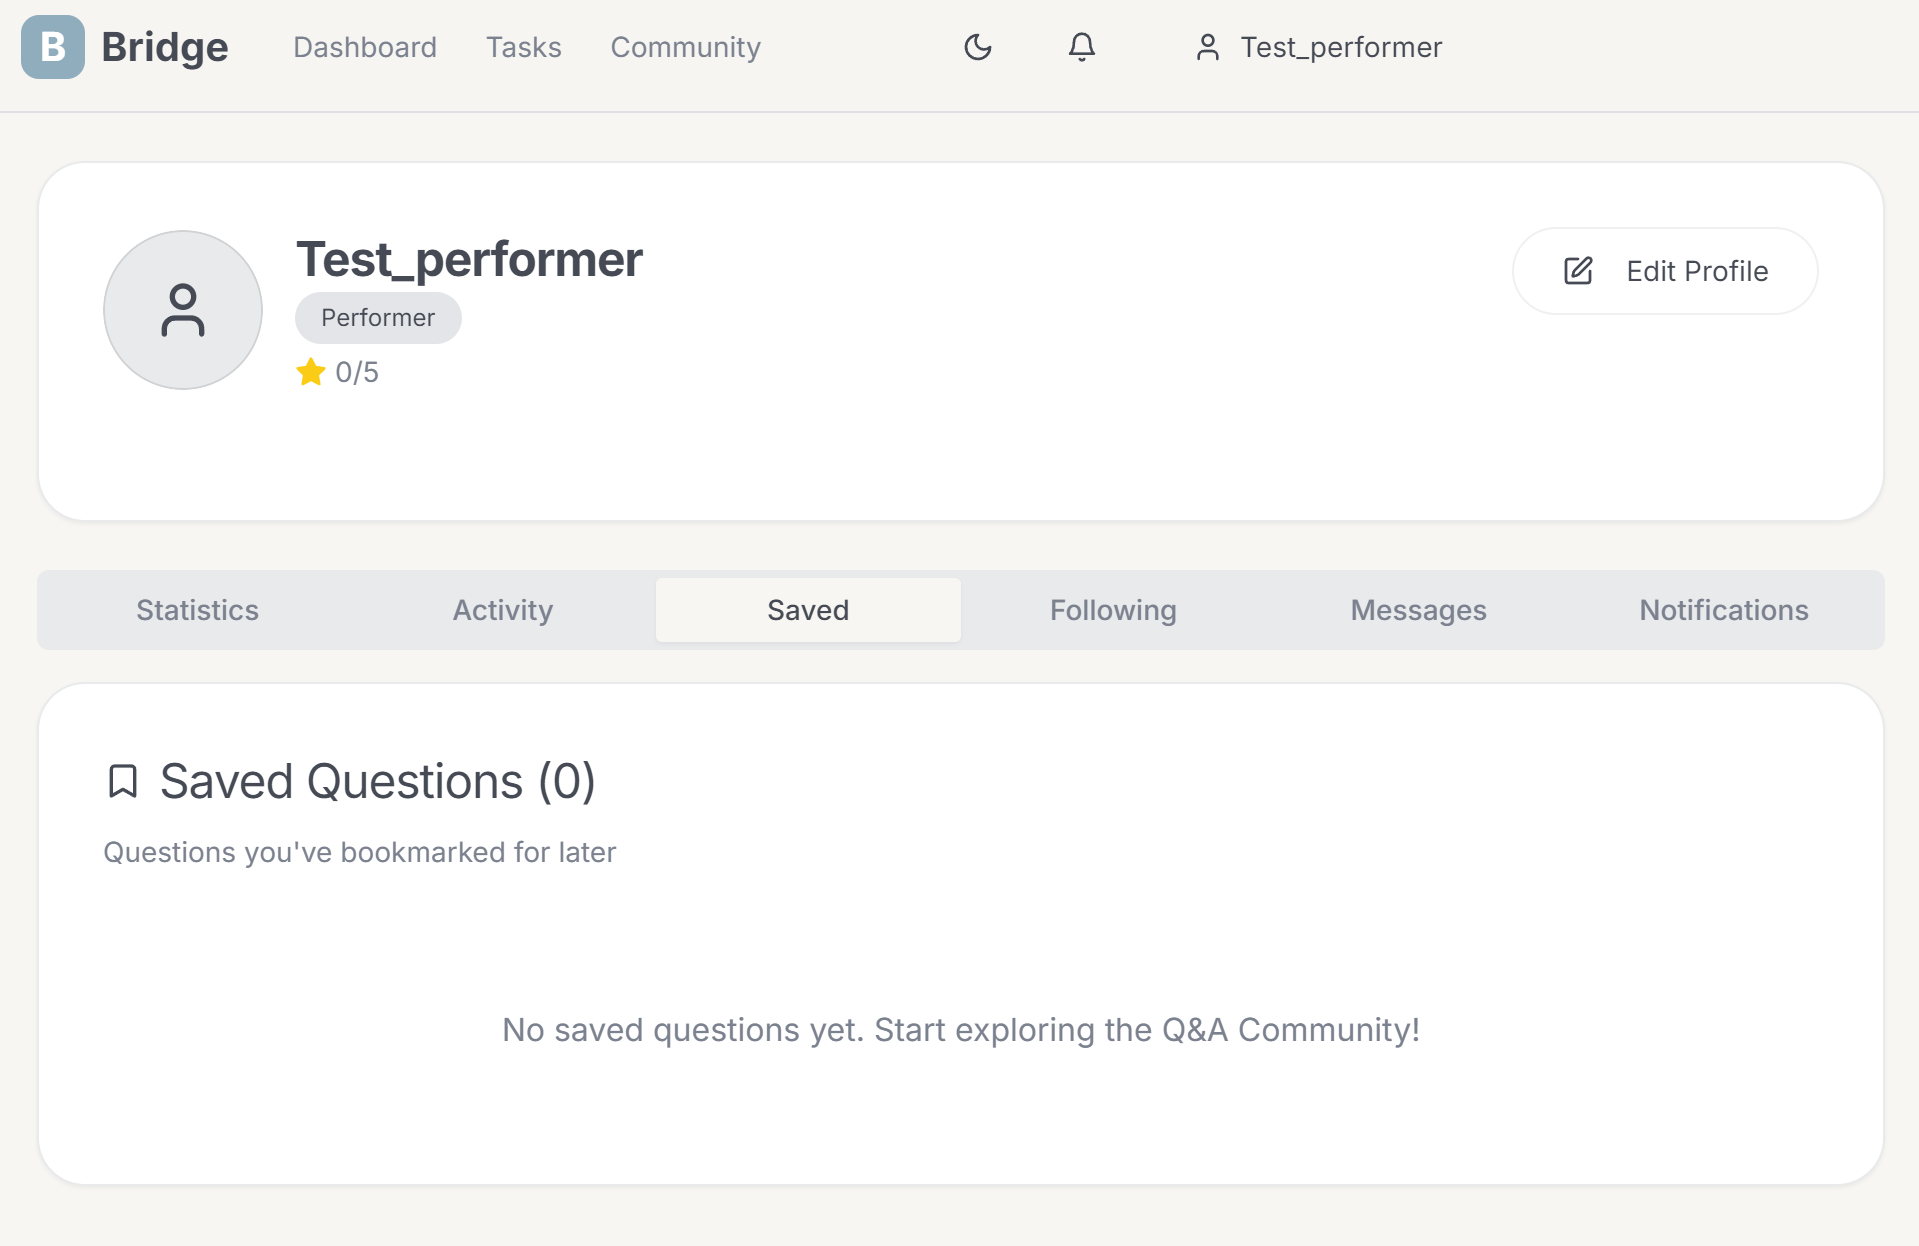 B Bridge Dashboard Tasks Community Test_performer
Test_performer
Edit Profile
Performer
0/5
Statistics Activity Saved Following Messages Notifications
Saved Questions (0)
Questions you've bookmarked for later
No saved questions yet. Start exploring the Q&A Community!